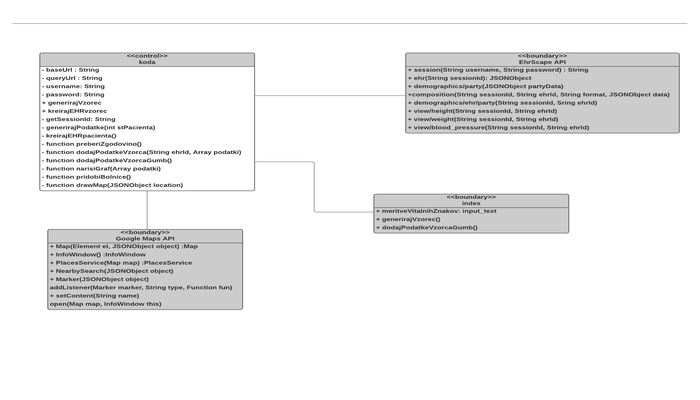 <<control>>
koda
- baseUrl : String
- queryUrl : String
- username: String
- password: String
+ generirajVzorec
+ kreirajEHRvzorec
- getSessionId: String
- generirajPodatke(int stPacienta)
- kreirajEHRpacienta()
- function preberiZgodovino()
- function dodajPodatkeVzorca(String ehrId, Array podatki)
- function dodajPodatkeVzorcaGumb()
- function narisiGraf(Array podatki)
- function pridobiBolnice()
- function drawMap(JSONObject location)
<<boundary>>
EhrScape API
+ session(String username, String password) : String
+ ehr(String sessionId): JSONObject
+ demographics/party(JSONObject partyData)
+composition(String sessionId, String ehrId, String format, JSONObject data)
+ demographics/ehr/party(String sessionId, String ehrId)
+ view/height(String sessionId, String ehrId)
+ view/weight(String sessionId, String ehrId)
+ view/blood_pressure(String sessionId, String ehrId)
<<boundary>>
index
+ meritveVitalnihZnakov: input_text
+ generirajVzorec()
+ dodajPodatkeVzorcaGumb()
<<boundary>>
Google Maps API
+ Map(Element el, JSONObject object) :Map
+ InfoWindow() :InfoWindow
+ PlacesService(Map map) :PlacesService
+ NearbySearch(JSONObject object)
+ Marker(JSONObject object)
addListener(Marker marker, String type, Function fun)
+ setContent(String name)
open(Map map, InfoWindow this)